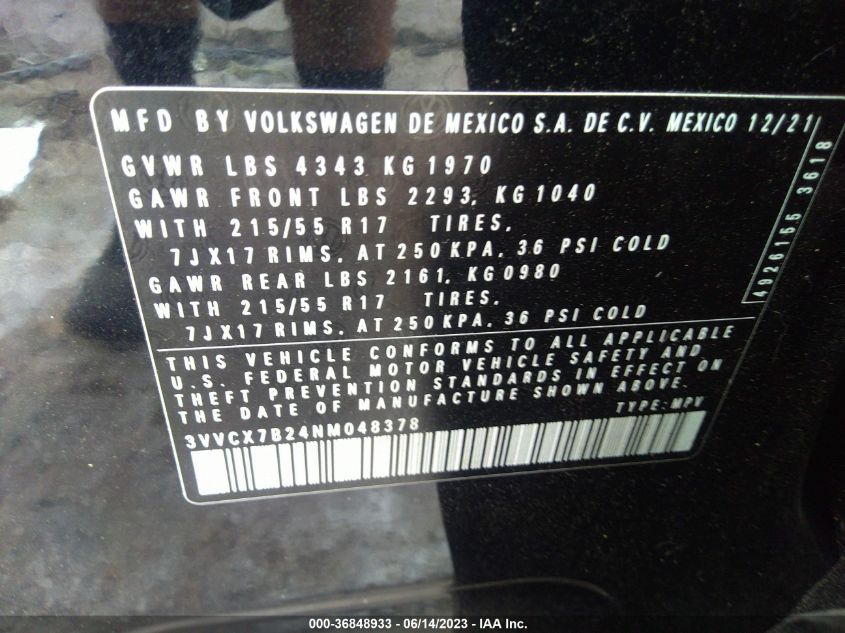 MFD BY VOLKSWAGEN DE MEXICO S.A. DE C.V. MEXICO 12/21
GVWR LBS 4343 KG 1970
GAWR FRONT LBS 2293, KG 1040
WITH 215/55 R17 TIRES,
7JX17 RIMS, AT 250 KPA, 36 PSI COLD
GAWR REAR LBS 2161, KG 0980
WITH 215/55 R17 TIRES,
7JX17 RIMS, AT 250 KPA, 36 PSI COLD
4926155 3618
THIS VEHICLE CONFORMS TO ALL APPLICABLE
U.S. FEDERAL MOTOR VEHICLE SAFETY AND
THEFT PREVENTION STANDARDS IN EFFECT ON
THE DATE OF MANUFACTURE SHOWN ABOVE.
TYPE: MPV
3VVCX7B24NM048378
000-36848933 - 06/14/2023 - IAA Inc.